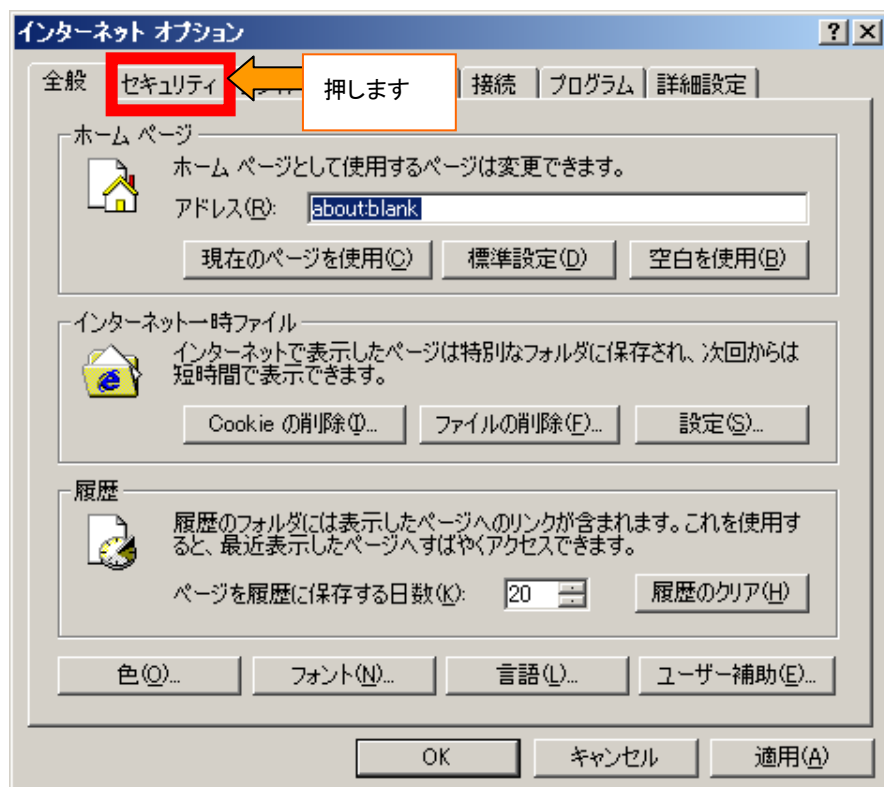 インターネット オプション
全般 セキュリティ 押します 接続 プログラム 詳細設定
ホーム ページ
ホーム ページとして使用するページは変更できます。
アドレス(R): about:blank
現在のページを使用(C) 標準設定(D) 空白を使用(B)
インターネット一時ファイル
インターネットで表示したページは特別なフォルダに保存され、次回からは
短時間で表示できます。
Cookie の削除(I)... ファイルの削除(F)... 設定(S)...
履歴
履歴のフォルダには表示したページへのリンクが含まれます。これを使用す
ると、最近表示したページへすばやくアクセスできます。
ページを履歴に保存する日数(K): 20 履歴のクリア(H)
色(O)... フォント(N)... 言語(L)... ユーザー補助(E)...
OK キャンセル 適用(A)